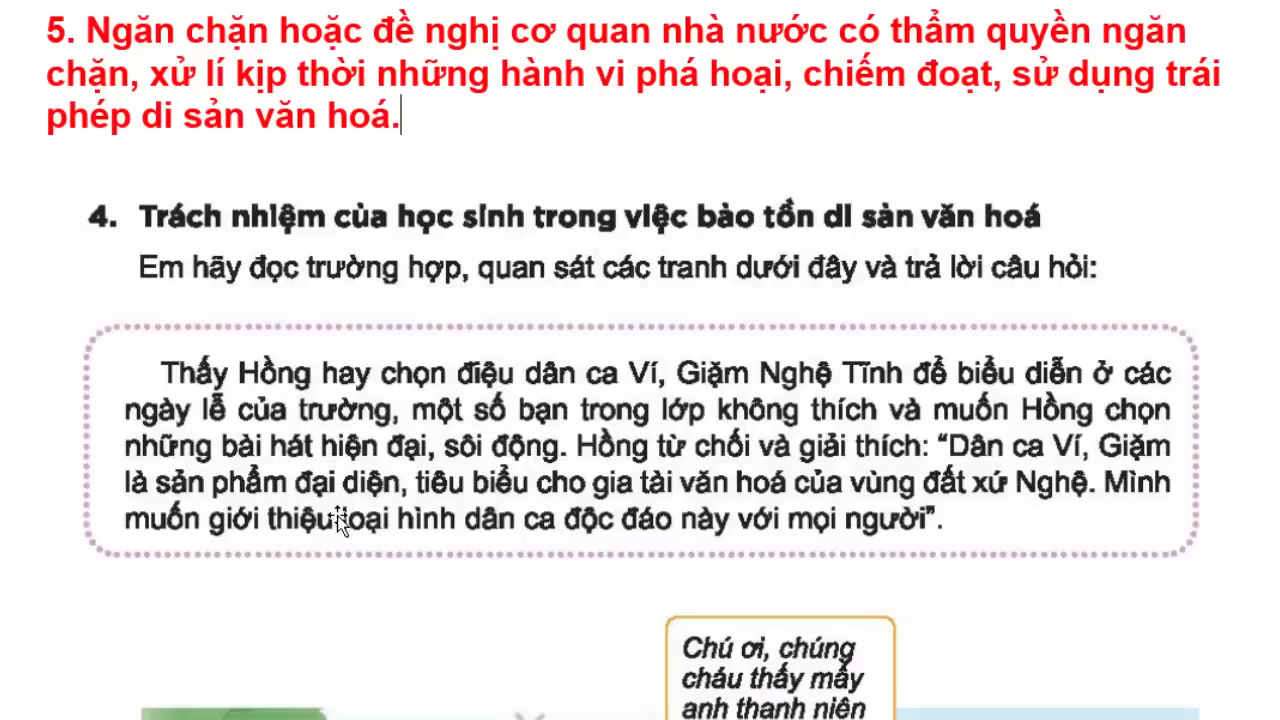 5. Ngăn chặn hoặc đề nghị cơ quan nhà nước có thẩm quyền ngăn
chặn, xử lí kịp thời những hành vi phá hoại, chiếm đoạt, sử dụng trái
phép di sản văn hoá.
4. Trách nhiệm của học sinh trong việc bảo tồn di sản văn hoá
Em hãy đọc trường hợp, quan sát các tranh dưới đây và trả lời câu hỏi:
Thấy Hồng hay chọn điệu dân ca Ví, Giặm Nghệ Tĩnh để biểu diễn ở các
ngày lễ của trường, một số bạn trong lớp không thích và muốn Hồng chọn
những bài hát hiện đại, sôi động. Hồng từ chối và giải thích: “Dân ca Ví, Giặm
là sản phẩm đại diện, tiêu biểu cho gia tài văn hoá của vùng đất xứ Nghệ. Mình
muốn giới thiệu loại hình dân ca độc đáo này với mọi người”.
Chú ơi, chúng
cháu thấy mấy
anh thanh niên